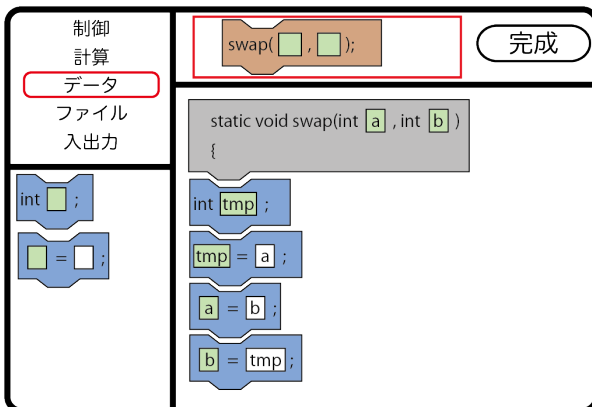 制御
計算
データ
ファイル
入出力
int ;
= ;
swap( , );
完成
static void swap(int a , int b )
{
int tmp ;
tmp = a ;
a = b ;
b = tmp ;